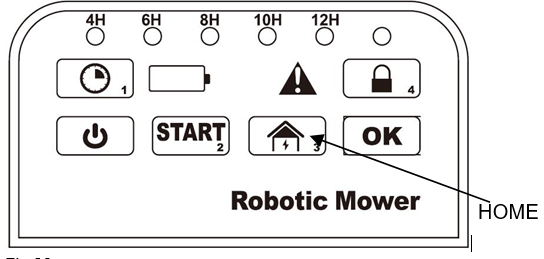 4H 6H 8H 10H 12H
1 4
START 2 3 OK
Robotic Mower
HOME